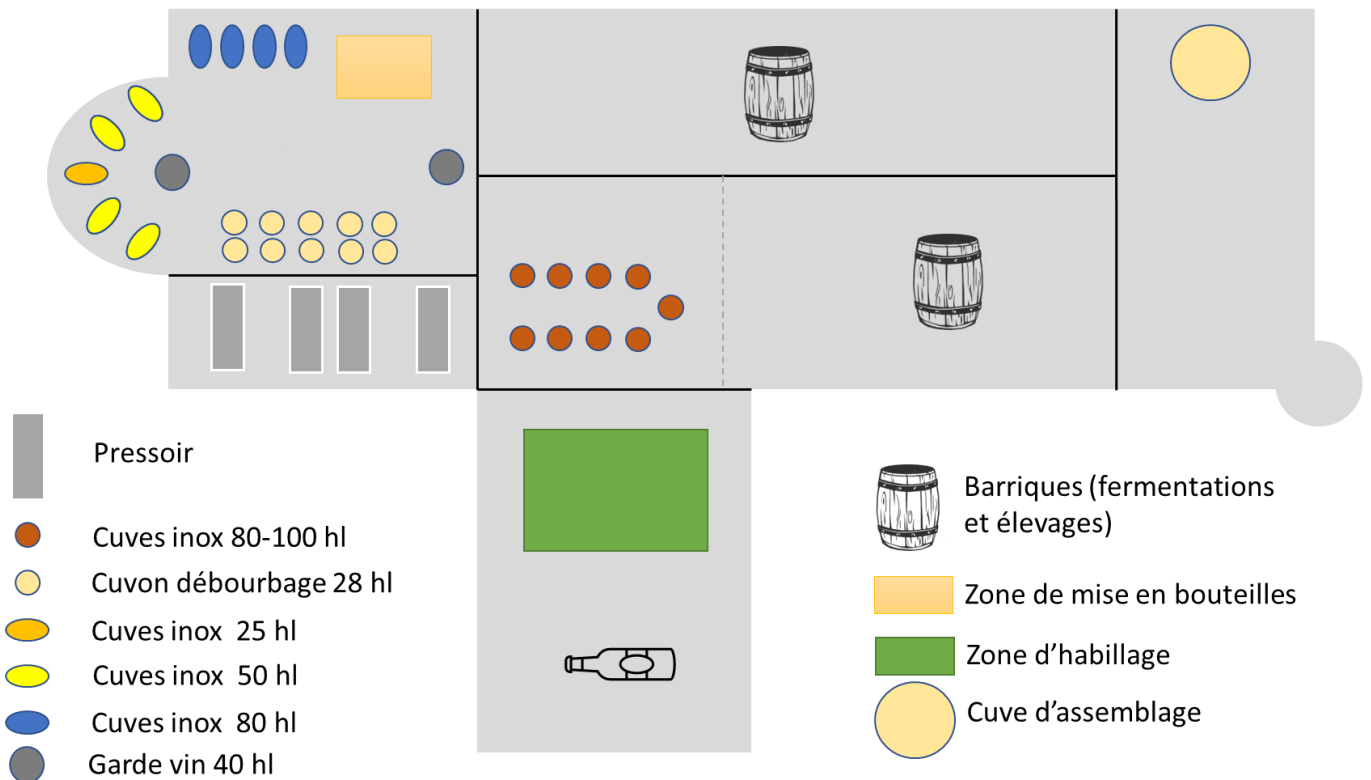 Pressoir
Cuves inox 80-100 hl
Cuvon débourbage 28 hl
Cuves inox  25 hl
Cuves inox  50 hl
Cuves inox  80 hl
Garde vin 40 hl
Barriques (fermentations
et élevages)
Zone de mise en bouteilles
Zone d’habillage
Cuve d’assemblage